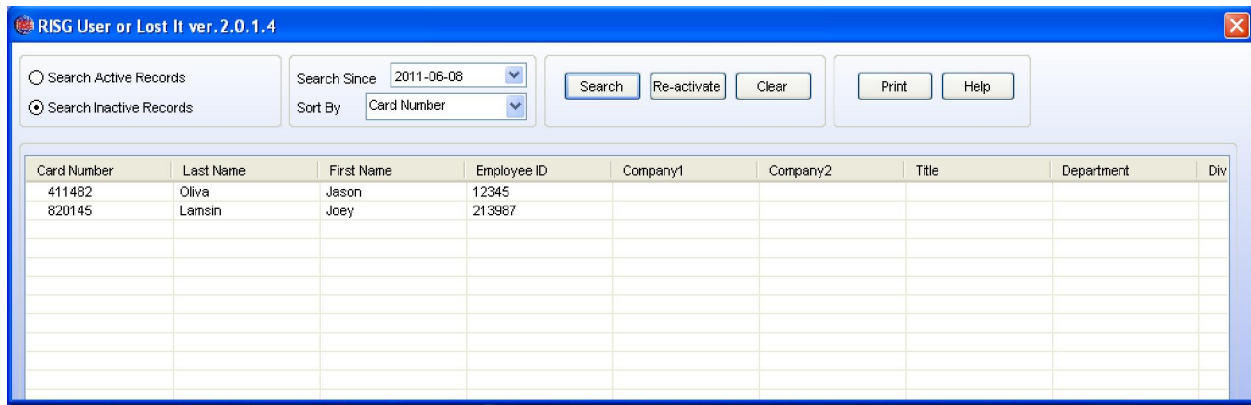 RISG User or Lost It ver.2.0.1.4
Search Active Records
Search Inactive Records
Search Since 2011-06-08
Sort By Card Number
Search Re-activate Clear Print Help
Card Number Last Name First Name Employee ID Company1 Company2 Title Department Div
411482 Oliva Jason 12345
820145 Lamsin Joey 213987